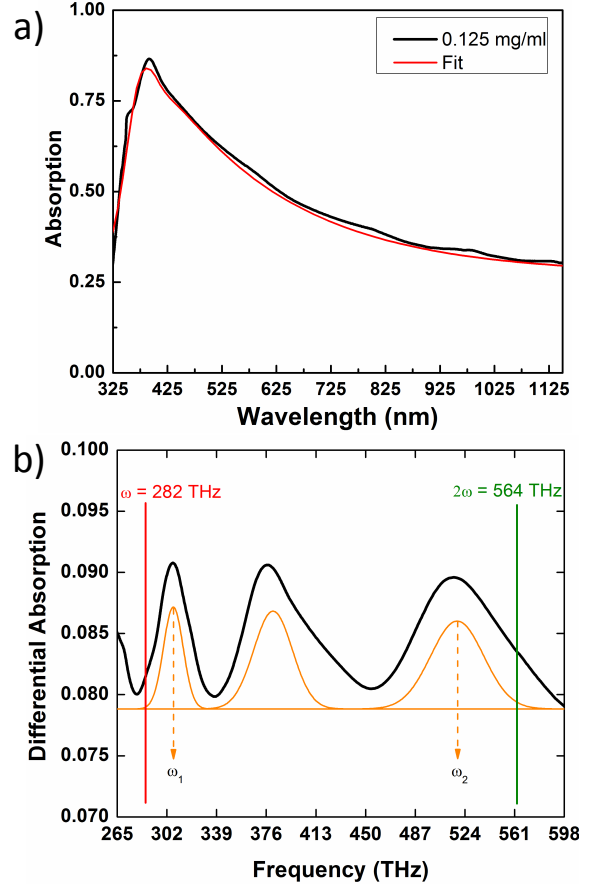 a)
1.00
0.75
0.50
0.25
0.00
Absorption
0.125 mg/ml
Fit
325 425 525 625 725 825 925 1025 1125
Wavelength (nm)
b)
0.100
0.095
0.090
0.085
0.080
0.075
0.070
Differential Absorption
ω = 282 THz
2ω = 564 THz
ω₁
ω₂
265 302 339 376 413 450 487 524 561 598
Frequency (THz)